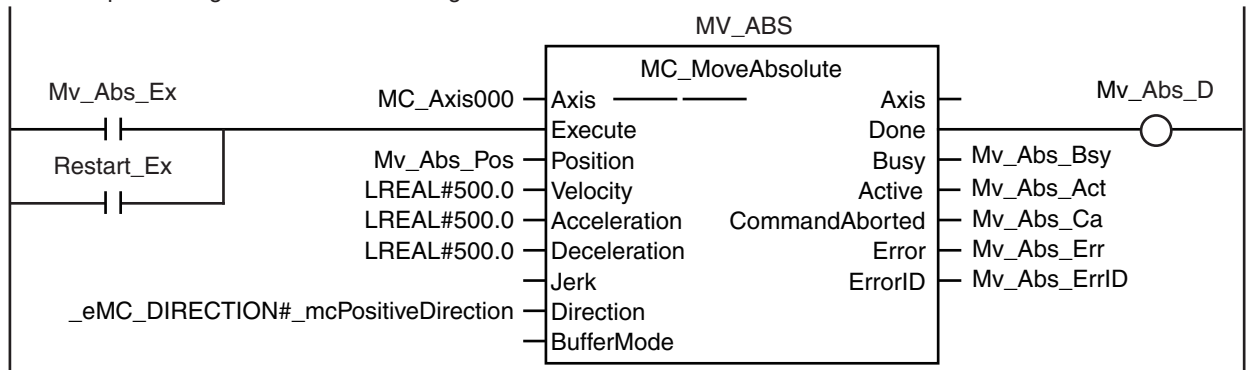 MV_ABS
MC_MoveAbsolute
Mv_Abs_Ex
MC_Axis000
Axis
Axis
Mv_Abs_D
Execute
Done
Restart_Ex
Mv_Abs_Pos
Position
Busy
Mv_Abs_Bsy
LREAL#500.0
Velocity
Active
Mv_Abs_Act
LREAL#500.0
Acceleration
CommandAborted
Mv_Abs_Ca
LREAL#500.0
Deceleration
Error
Mv_Abs_Err
Jerk
ErrorID
Mv_Abs_ErrID
_eMC_DIRECTION#_mcPositiveDirection
Direction
BufferMode